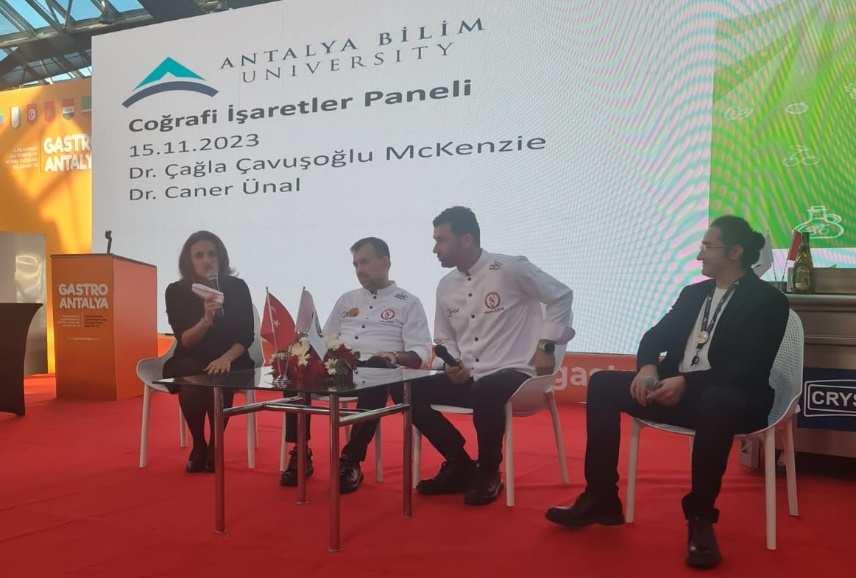 ANTALYA BİLİM
UNIVERSITY
Coğrafi İşaretler Paneli
15.11.2023
Dr. Çağla Çavuşoğlu McKenzie
Dr. Caner Ünal
GASTRO
ANTALYA
GASTRO
ANTALYA
CRYS